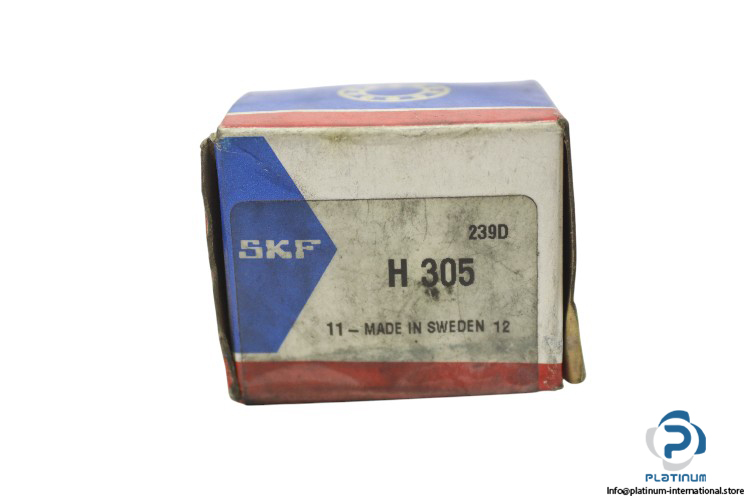 239D
SKF
H 305
11 – MADE IN SWEDEN 12
PLATINUM
Info@platinum-international.store